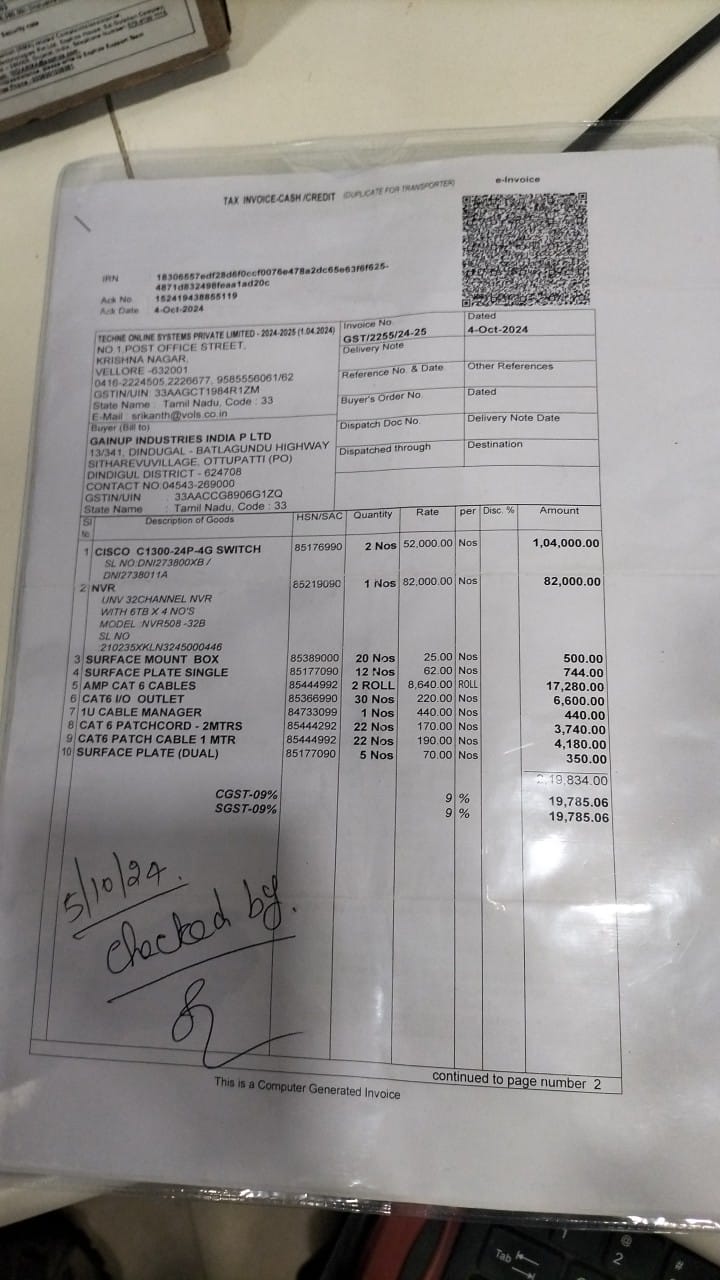 Security rate
TAX INVOICE-CASH /CREDIT (DUPLICATE FOR TRANSPORTER) e-Invoice
IRN : 18306557edf28d6f0ccf0076e478a2dc65e63f6f625-
4871d832498feaa1ad20c
Ack No : 152419438855119
Ack Date : 4-Oct-2024
TECHNE ONLINE SYSTEMS PRIVATE LIMITED - 2024-2025 (1.04.2024)
NO 1,POST OFFICE STREET,
KRISHNA NAGAR,
VELLORE -632001
0416-2224505,2226677, 9585556061/62
GSTIN/UIN: 33AAGCT1984R1ZM
State Name : Tamil Nadu, Code : 33
E-Mail : srikanth@vols.co.in
Invoice No. Dated
GST/2255/24-25 4-Oct-2024
Delivery Note
Reference No. & Date. Other References
Buyer's Order No. Dated
Dispatch Doc No. Delivery Note Date
Dispatched through Destination
Buyer (Bill to)
GAINUP INDUSTRIES INDIA P LTD
13/341, DINDUGAL - BATLAGUNDU HIGHWAY
SITHAREVUVILLAGE, OTTUPATTI (PO)
DINDIGUL DISTRICT - 624708
CONTACT NO:04543-269000
GSTIN/UIN : 33AACCG8906G1ZQ
State Name : Tamil Nadu, Code : 33
Sl No Description of Goods HSN/SAC Quantity Rate per Disc. % Amount
1 CISCO C1300-24P-4G SWITCH 85176990 2 Nos 52,000.00 Nos 1,04,000.00
SL NO:DNI273800XB /
DNI2738011A
2 NVR 85219090 1 Nos 82,000.00 Nos 82,000.00
UNV 32CHANNEL NVR
WITH 6TB X 4 NO'S
MODEL :NVR508 -32B
SL NO
210235XKLN3245000446
3 SURFACE MOUNT BOX 85389000 20 Nos 25.00 Nos 500.00
4 SURFACE PLATE SINGLE 85177090 12 Nos 62.00 Nos 744.00
5 AMP CAT 6 CABLES 85444992 2 ROLL 8,640.00 ROLL 17,280.00
6 CAT6 I/O OUTLET 85366990 30 Nos 220.00 Nos 6,600.00
7 1U CABLE MANAGER 84733099 1 Nos 440.00 Nos 440.00
8 CAT 6 PATCHCORD - 2MTRS 85444292 22 Nos 170.00 Nos 3,740.00
9 CAT6 PATCH CABLE 1 MTR 85444992 22 Nos 190.00 Nos 4,180.00
10 SURFACE PLATE (DUAL) 85177090 5 Nos 70.00 Nos 350.00
2,19,834.00
CGST-09% 9 % 19,785.06
SGST-09% 9 % 19,785.06
5/10/24.
Checked by.
continued to page number 2
This is a Computer Generated Invoice
Tab
1
@
2
#